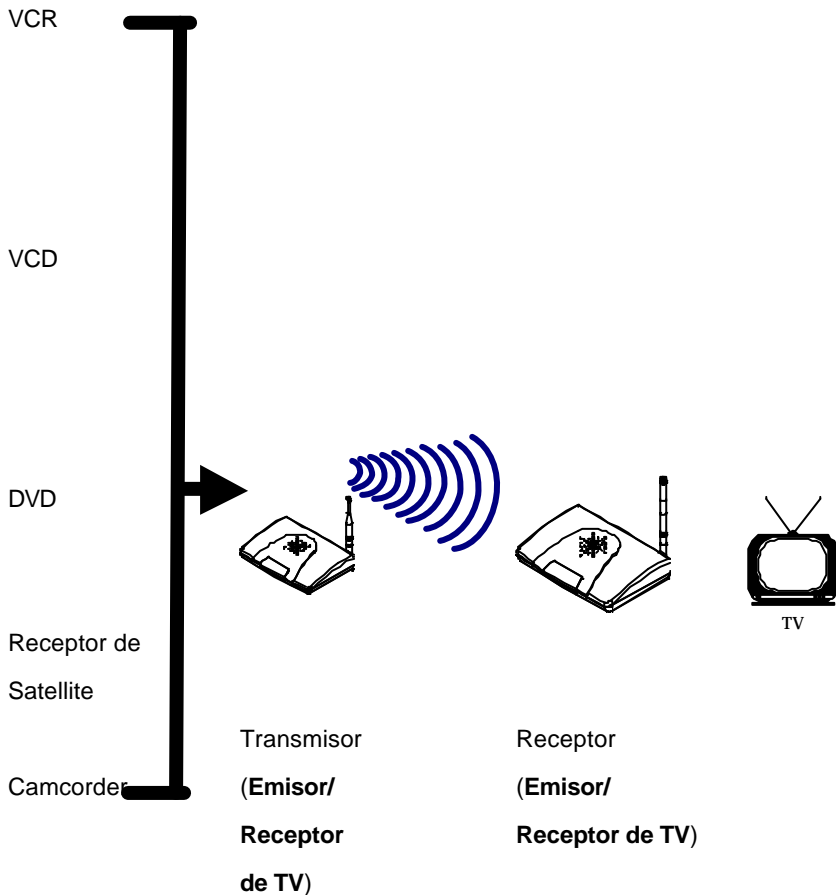 VCR
VCD
DVD
TV
Receptor de
Satellite
Camcorder
Transmisor
(Emisor/
Receptor
de TV)
Receptor
(Emisor/
Receptor de TV)